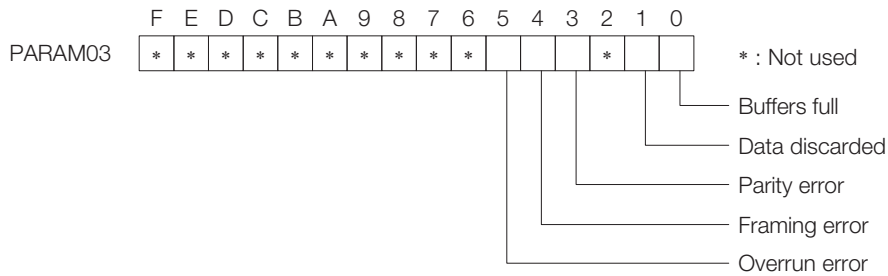 F E D C B A 9 8 7 6 5 4 3 2 1 0
PARAM03 * * * * * * * * * * * * : Not used
Buffers full
Data discarded
Parity error
Framing error
Overrun error